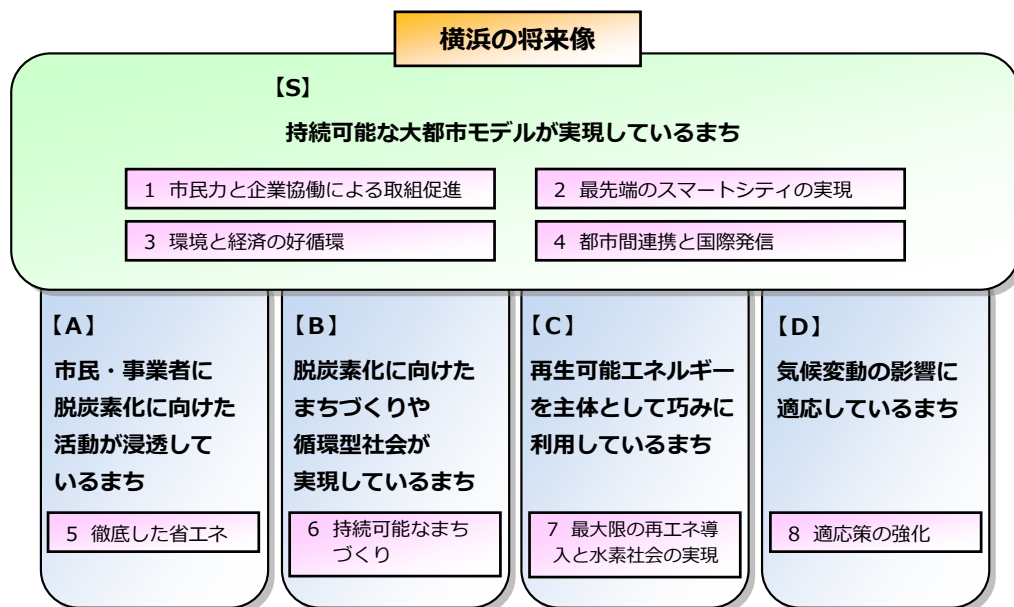 横浜の将来像
【S】
持続可能な大都市モデルが実現しているまち
1 市民力と企業協働による取組促進
2 最先端のスマートシティの実現
3 環境と経済の好循環
4 都市間連携と国際発信
【A】
市民・事業者に
脱炭素化に向けた
活動が浸透して
いるまち
5 徹底した省エネ
【B】
脱炭素化に向けた
まちづくりや
循環型社会が
実現しているまち
6 持続可能なまち
づくり
【C】
再生可能エネルギー
を主体として巧みに
利用しているまち
7 最大限の再エネ導
入と水素社会の実現
【D】
気候変動の影響に
適応しているまち
8 適応策の強化